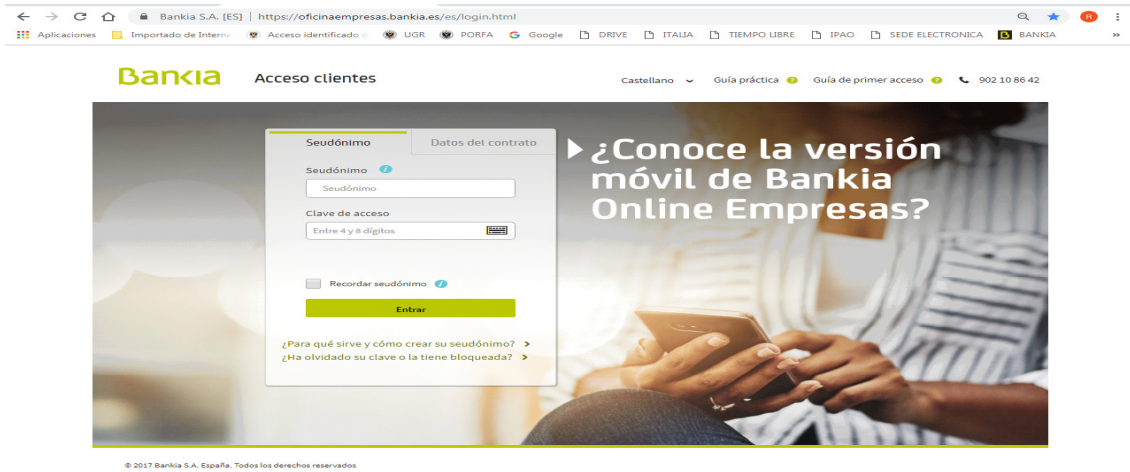 Bankia S.A. [ES] | https://oficinaempresas.bankia.es/es/login.html R
Aplicaciones Importado de Interne Acceso identificado d UGR PORFA Google DRIVE ITALIA TIEMPO LIBRE IPAO SEDE ELECTRONICA BANKIA »
Bankia Acceso clientes Castellano Guía práctica ? Guía de primer acceso ? 902 10 86 42
Seudónimo Datos del contrato
Seudónimo i
Seudónimo
Clave de acceso
Entre 4 y 8 dígitos
Recordar seudónimo i
Entrar
¿Para qué sirve y cómo crear su seudónimo? >
¿Ha olvidado su clave o la tiene bloqueada? >
¿Conoce la versión
móvil de Bankia
Online Empresas?
© 2017 Bankia S.A. España. Todos los derechos reservados